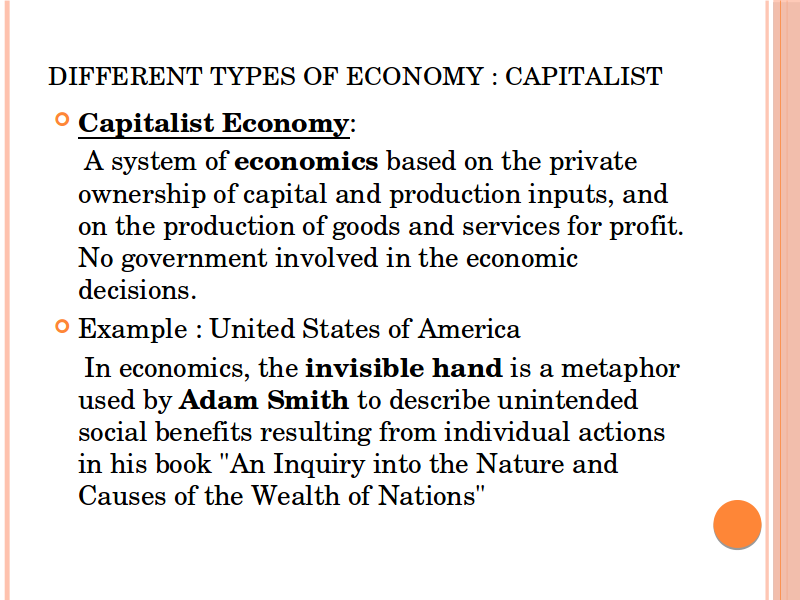 DIFFERENT TYPES OF ECONOMY : CAPITALIST
Capitalist Economy:
A system of economics based on the private
ownership of capital and production inputs, and
on the production of goods and services for profit.
No government involved in the economic
decisions.
Example : United States of America
In economics, the invisible hand is a metaphor
used by Adam Smith to describe unintended
social benefits resulting from individual actions
in his book "An Inquiry into the Nature and
Causes of the Wealth of Nations"